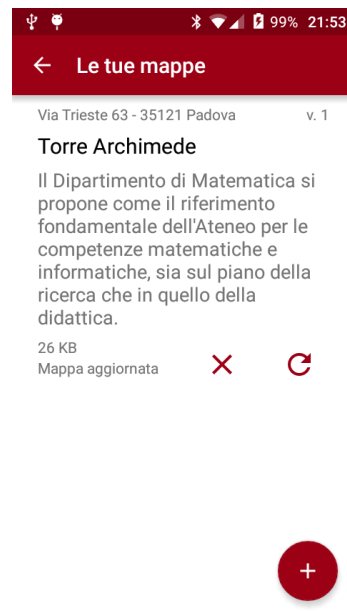 99% 21:53
Le tue mappe
Via Trieste 63 - 35121 Padova v. 1
Torre Archimede
Il Dipartimento di Matematica si
propone come il riferimento
fondamentale dell'Ateneo per le
competenze matematiche e
informatiche, sia sul piano della
ricerca che in quello della
didattica.
26 KB
Mappa aggiornata